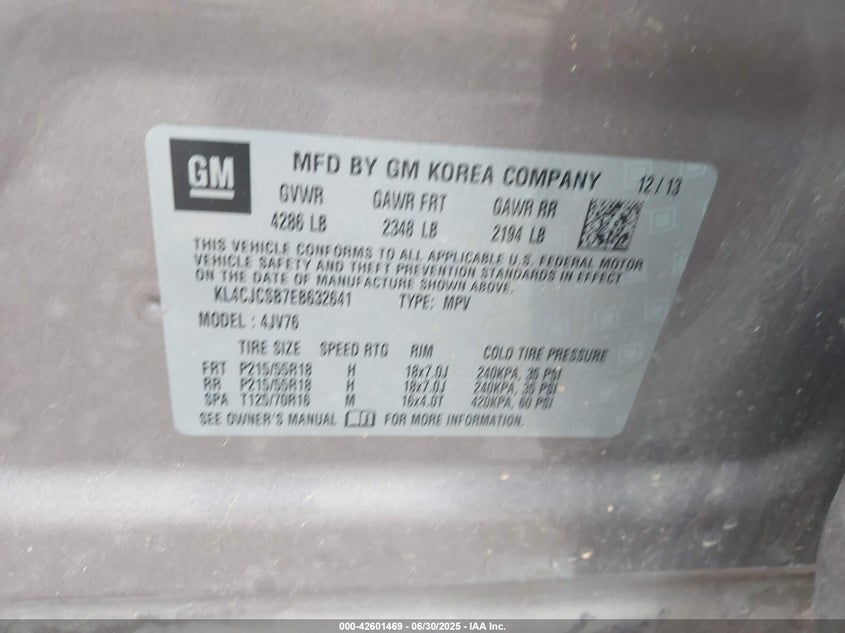 GM
MFD BY GM KOREA COMPANY 12/13
GVWR GAWR FRT GAWR RR
4286 LB 2348 LB 2194 LB
THIS VEHICLE CONFORMS TO ALL APPLICABLE U.S. FEDERAL MOTOR
VEHICLE SAFETY AND THEFT PREVENTION STANDARDS IN EFFECT
ON THE DATE OF MANUFACTURE SHOWN ABOVE.
KL4CJCSB7EB632641 TYPE: MPV
MODEL : 4JV76
TIRE SIZE SPEED RTG RIM COLD TIRE PRESSURE
FRT P215/55R18 H 18x7.0J 240KPA, 35 PSI
RR P215/55R18 H 18x7.0J 240KPA, 35 PSI
SPA T125/70R16 M 16x4.0T 420KPA, 60 PSI
SEE OWNER'S MANUAL FOR MORE INFORMATION.
000-42601469 - 06/30/2025 - IAA Inc.